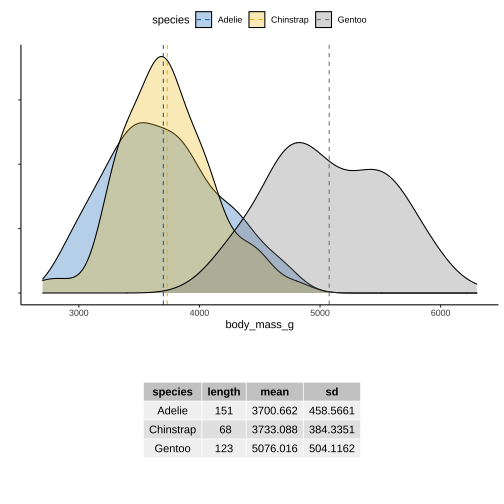 species Adelie Chinstrap Gentoo
3000 4000 5000 6000
body_mass_g
species length mean sd
Adelie 151 3700.662 458.5661
Chinstrap 68 3733.088 384.3351
Gentoo 123 5076.016 504.1162